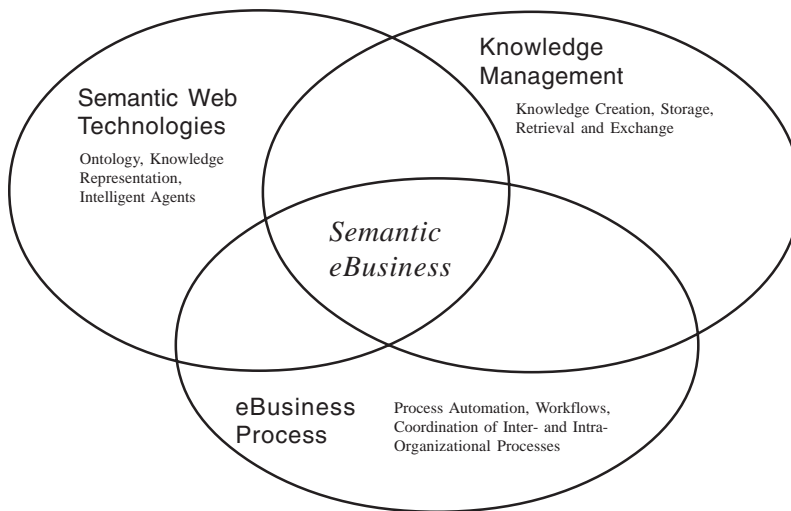 Semantic Web
Technologies
Ontology, Knowledge
Representation,
Intelligent Agents
Knowledge
Management
Knowledge Creation, Storage,
Retrieval and Exchange
Semantic
eBusiness
eBusiness
Process
Process Automation, Workflows,
Coordination of Inter- and Intra-
Organizational Processes